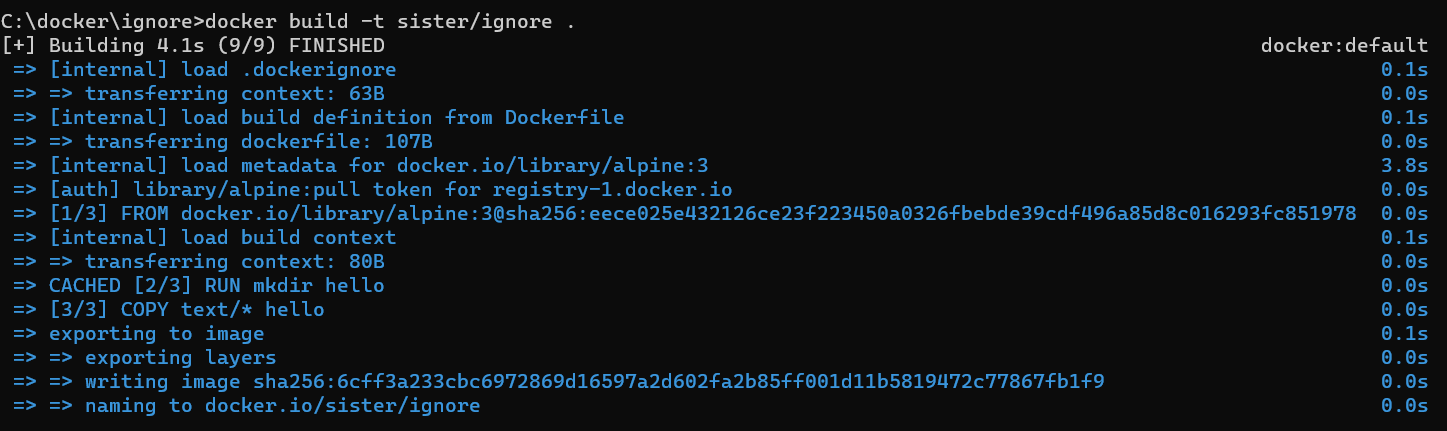 C:\docker\ignore>docker build -t sister/ignore .
[+] Building 4.1s (9/9) FINISHED docker:default
=> [internal] load .dockerignore 0.1s
=> => transferring context: 63B 0.0s
=> [internal] load build definition from Dockerfile 0.1s
=> => transferring dockerfile: 107B 0.0s
=> [internal] load metadata for docker.io/library/alpine:3 3.8s
=> [auth] library/alpine:pull token for registry-1.docker.io 0.0s
=> [1/3] FROM docker.io/library/alpine:3@sha256:eece025e432126ce23f223450a0326fbebde39cdf496a85d8c016293fc851978 0.0s
=> [internal] load build context 0.1s
=> => transferring context: 80B 0.0s
=> CACHED [2/3] RUN mkdir hello 0.0s
=> [3/3] COPY text/* hello 0.0s
=> exporting to image 0.1s
=> => exporting layers 0.0s
=> => writing image sha256:6cff3a233cbc6972869d16597a2d602fa2b85ff001d11b5819472c77867fb1f9 0.0s
=> => naming to docker.io/sister/ignore 0.0s